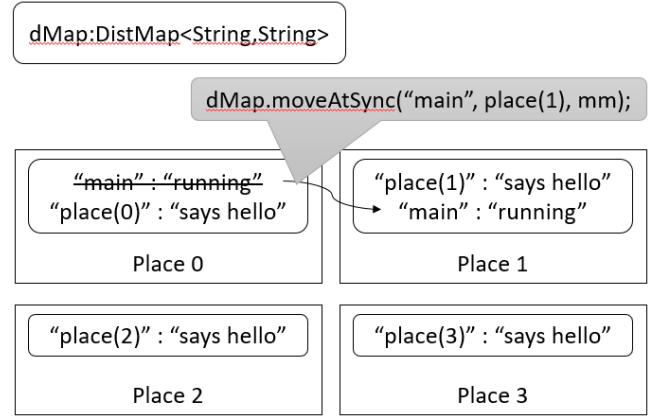 dMap:DistMap<String,String>
dMap.moveAtSync(“main”, place(1), mm);
“main” : “running”
“place(0)” : “says hello”
Place 0
“place(1)” : “says hello”
“main” : “running”
Place 1
“place(2)” : “says hello”
Place 2
“place(3)” : “says hello”
Place 3